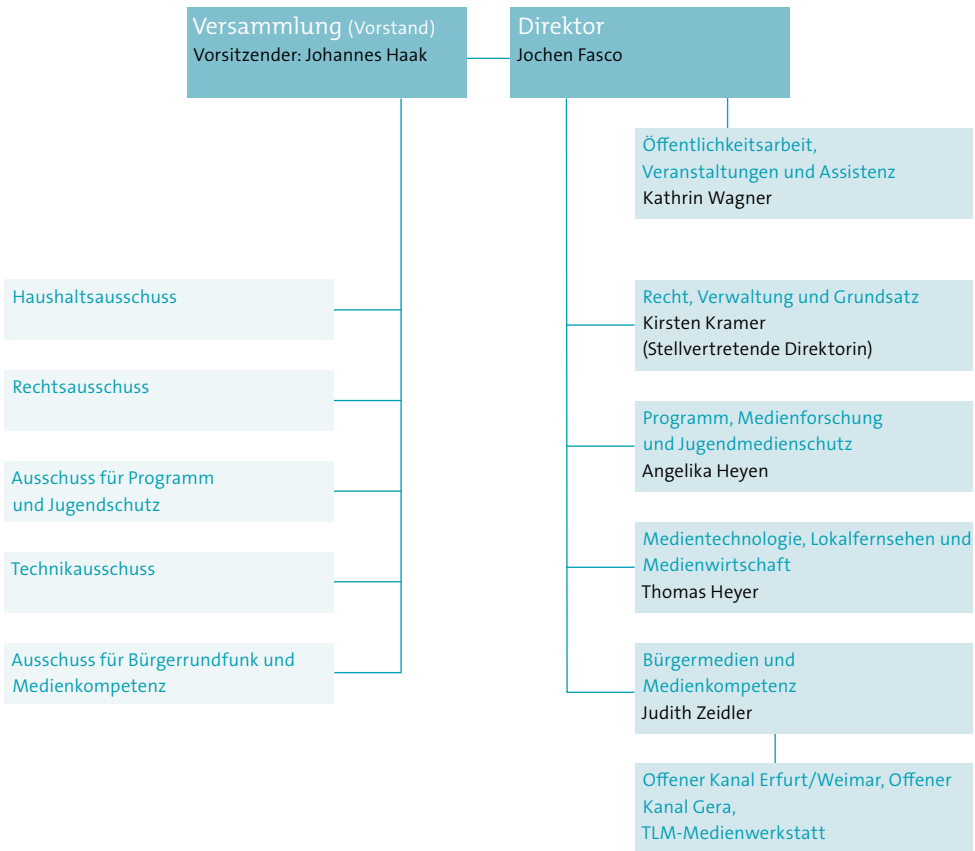 Versammlung (Vorstand)
Vorsitzender: Johannes Haak
Direktor
Jochen Fasco
Öffentlichkeitsarbeit,
Veranstaltungen und Assistenz
Kathrin Wagner
Haushaltsausschuss
Rechtsausschuss
Ausschuss für Programm
und Jugendschutz
Technikausschuss
Ausschuss für Bürgerrundfunk und
Medienkompetenz
Recht, Verwaltung und Grundsatz
Kirsten Kramer
(Stellvertretende Direktorin)
Programm, Medienforschung
und Jugendmedienschutz
Angelika Heyen
Medientechnologie, Lokalfernsehen und
Medienwirtschaft
Thomas Heyer
Bürgermedien und
Medienkompetenz
Judith Zeidler
Offener Kanal Erfurt/Weimar, Offener
Kanal Gera,
TLM-Medienwerkstatt